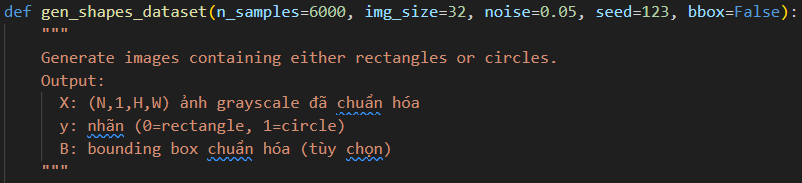 def gen_shapes_dataset(n_samples=6000, img_size=32, noise=0.05, seed=123, bbox=False):
"""
Generate images containing either rectangles or circles.
Output:
X: (N,1,H,W) ảnh grayscale đã chuẩn hóa
y: nhãn (0=rectangle, 1=circle)
B: bounding box chuẩn hóa (tùy chọn)
"""